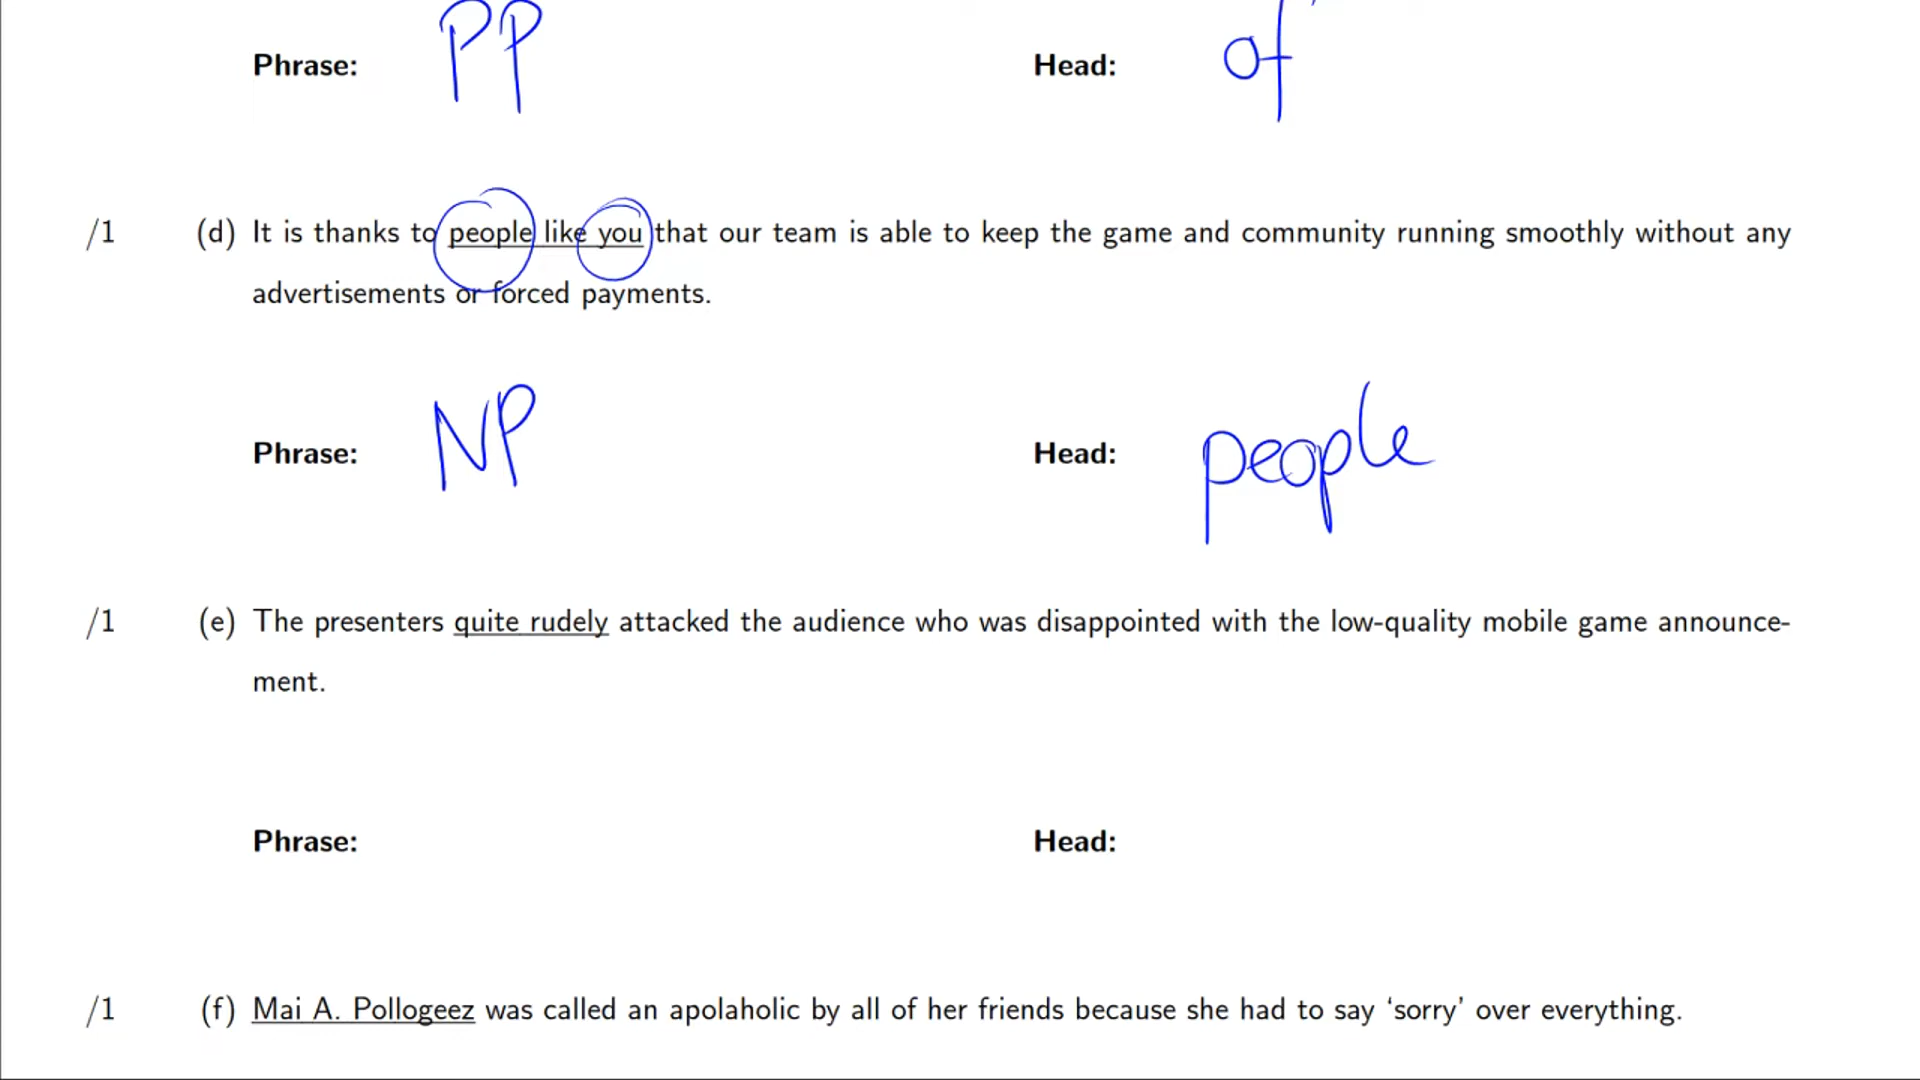 Phrase: PP Head: of
/1 (d) It is thanks to people like you that our team is able to keep the game and community running smoothly without any
advertisements or forced payments.
Phrase: NP Head: people
/1 (e) The presenters quite rudely attacked the audience who was disappointed with the low-quality mobile game announce-
ment.
Phrase: Head:
/1 (f) Mai A. Pollogeez was called an apolaholic by all of her friends because she had to say ‘sorry’ over everything.